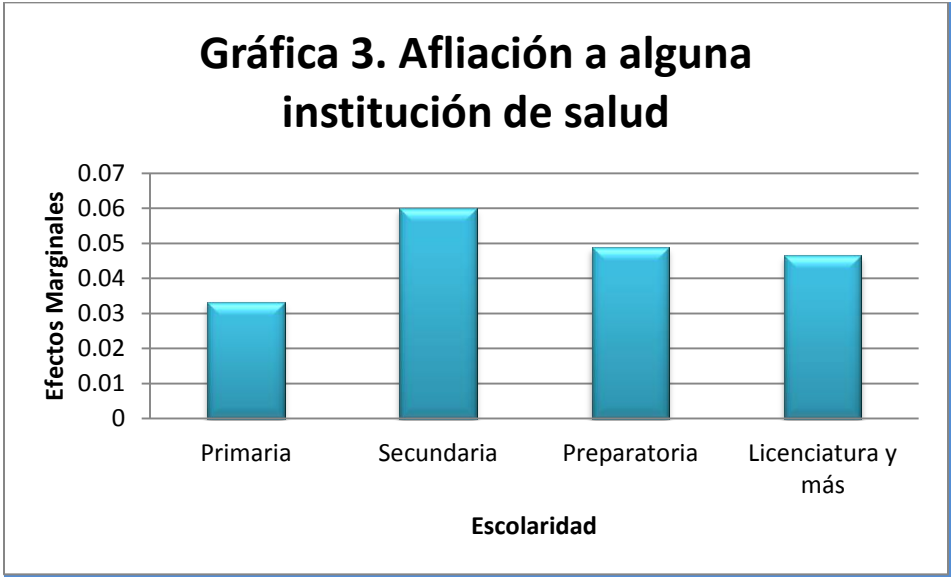 Gráfica 3. Afliación a alguna
institución de salud
Efectos Marginales
0.07
0.06
0.05
0.04
0.03
0.02
0.01
0
Primaria
Secundaria
Preparatoria
Licenciatura y
más
Escolaridad